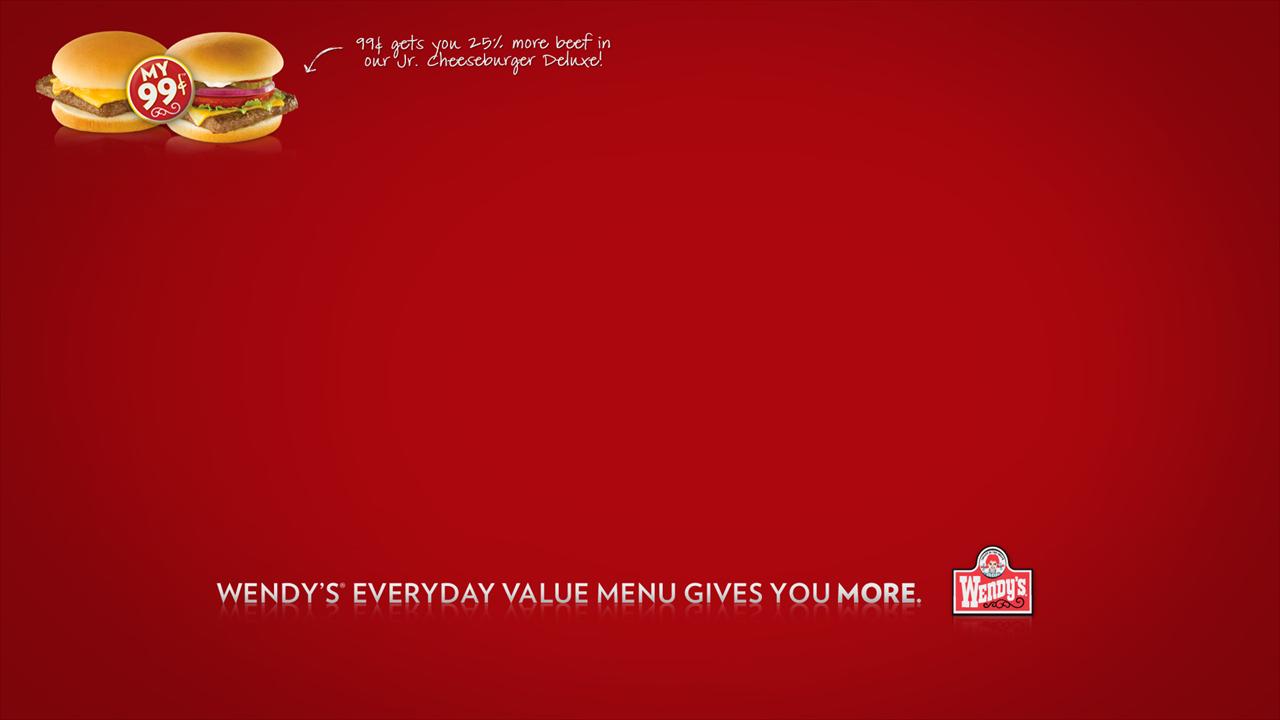 MY
99¢
99¢ gets you 25% more beef in
our Jr. Cheeseburger Deluxe!
WENDY'S® EVERYDAY VALUE MENU GIVES YOU MORE.
Wendy's